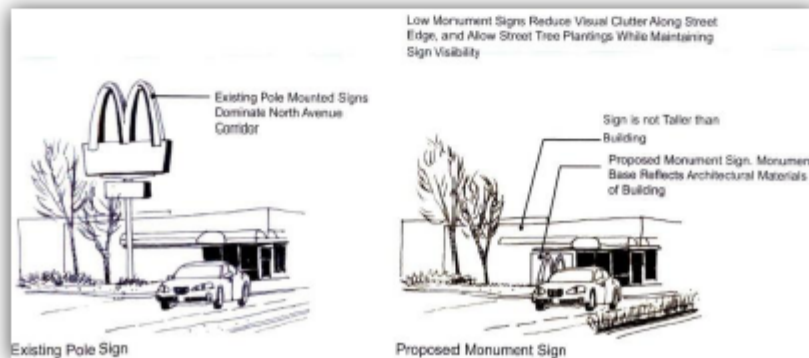 Low Monument Signs Reduce Visual Clutter Along Street
Edge, and Allow Street Tree Plantings While Maintaining
Sign Visibility
Existing Pole Mounted Signs
Dominate North Avenue
Corridor
Sign is not Taller than
Building
Proposed Monument Sign. Monument
Base Reflects Architectural Materials
of Building
Existing Pole Sign
Proposed Monument Sign